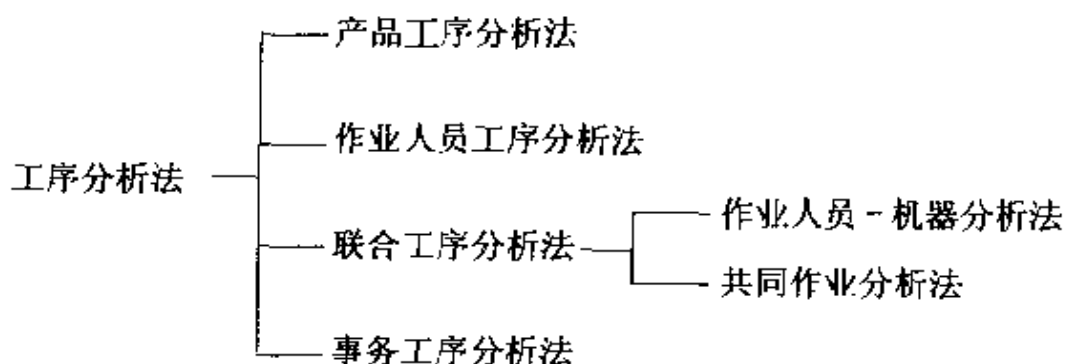 产品工序分析法
作业人员工序分析法
工序分析法
作业人员-机器分析法
联合工序分析法
共同作业分析法
事务工序分析法